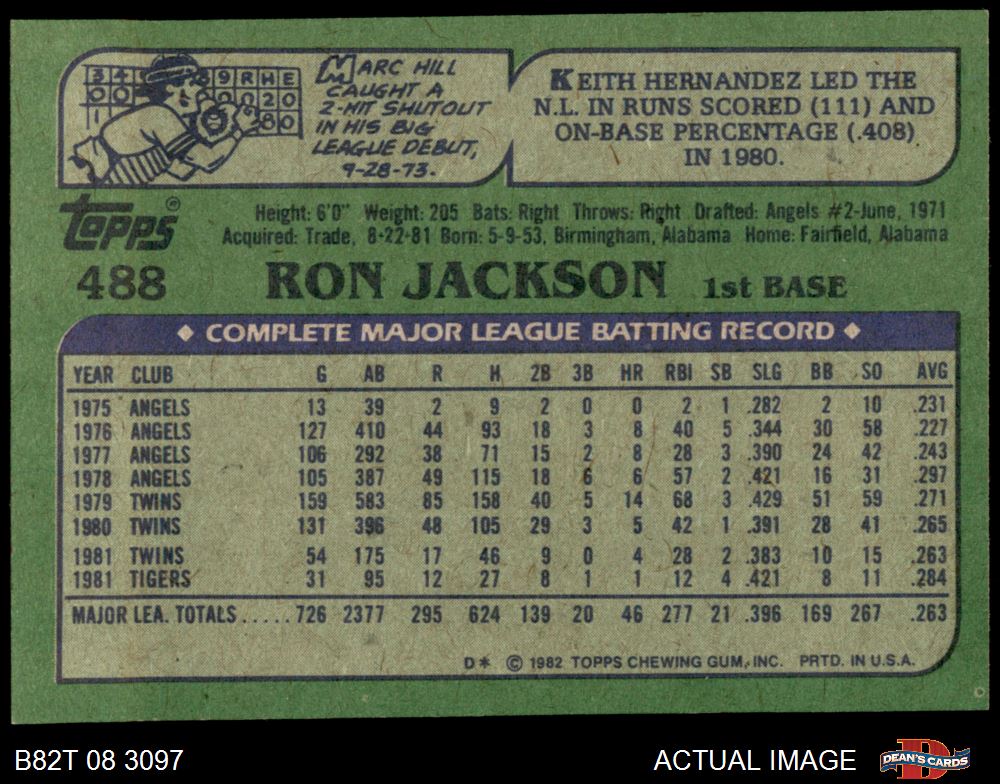 3 4 8 9 R H E
0 0 0 2 0
1 8 0
MARC HILL
CAUGHT A
2-HIT SHUTOUT
IN HIS BIG
LEAGUE DEBUT,
9-28-73.
KEITH HERNANDEZ LED THE
N.L. IN RUNS SCORED (111) AND
ON-BASE PERCENTAGE (.408)
IN 1980.
Topps®
Height: 6'0" Weight: 205 Bats: Right Throws: Right Drafted: Angels #2-June, 1971
Acquired: Trade, 8-22-81 Born: 5-9-53, Birmingham, Alabama Home: Fairfield, Alabama
488 RON JACKSON 1st BASE
◆ COMPLETE MAJOR LEAGUE BATTING RECORD ◆
YEAR CLUB G AB R H 2B 3B HR RBI SB SLG BB SO AVG
1975 ANGELS 13 39 2 9 2 0 0 2 1 .282 2 10 .231
1976 ANGELS 127 410 44 93 18 3 8 40 5 .344 30 58 .227
1977 ANGELS 106 292 38 71 15 2 8 28 3 .390 24 42 .243
1978 ANGELS 105 387 49 115 18 6 6 57 2 .421 16 31 .297
1979 TWINS 159 583 85 158 40 5 14 68 3 .429 51 59 .271
1980 TWINS 131 396 48 105 29 3 5 42 1 .391 28 41 .265
1981 TWINS 54 175 17 46 9 0 4 28 2 .383 10 15 .263
1981 TIGERS 31 95 12 27 8 1 1 12 4 .421 8 11 .284
MAJOR LEA. TOTALS.....726 2377 295 624 139 20 46 277 21 .396 169 267 .263
D* © 1982 TOPPS CHEWING GUM, INC. PRTD. IN U.S.A.
B82T 08 3097 ACTUAL IMAGE DEAN'S CARDS